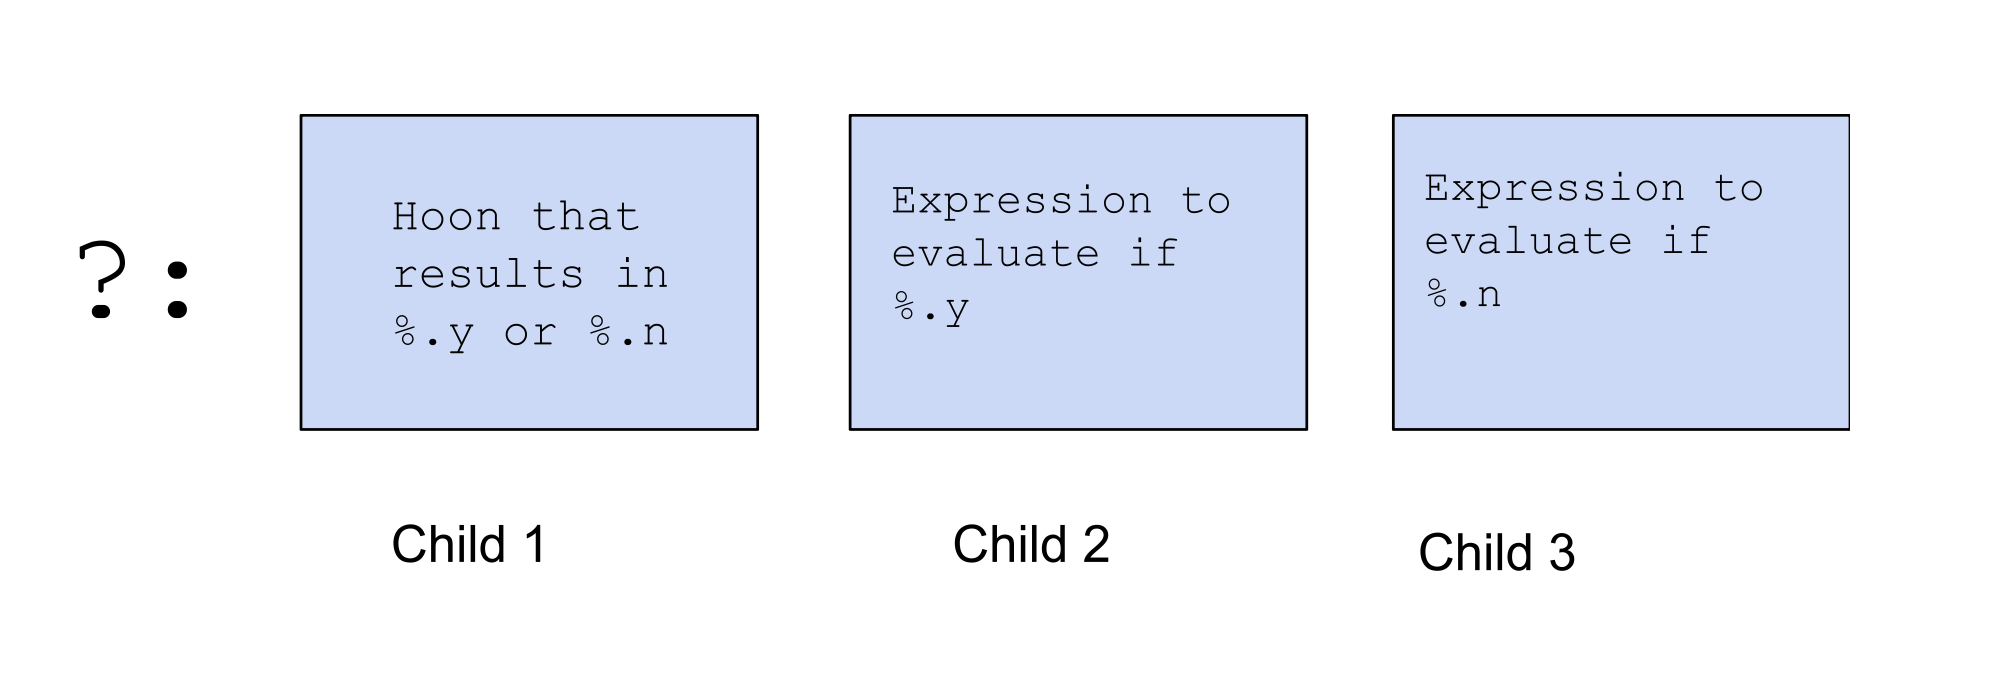 ?:
Hoon that
results in
%.y or %.n
Expression to
evaluate if
%.y
Expression to
evaluate if
%.n
Child 1
Child 2
Child 3